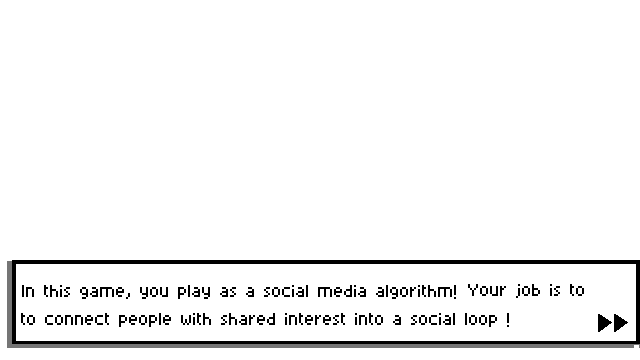 In this game, you play as a social media algorithm! Your job is to
to connect people with shared interest into a social loop !